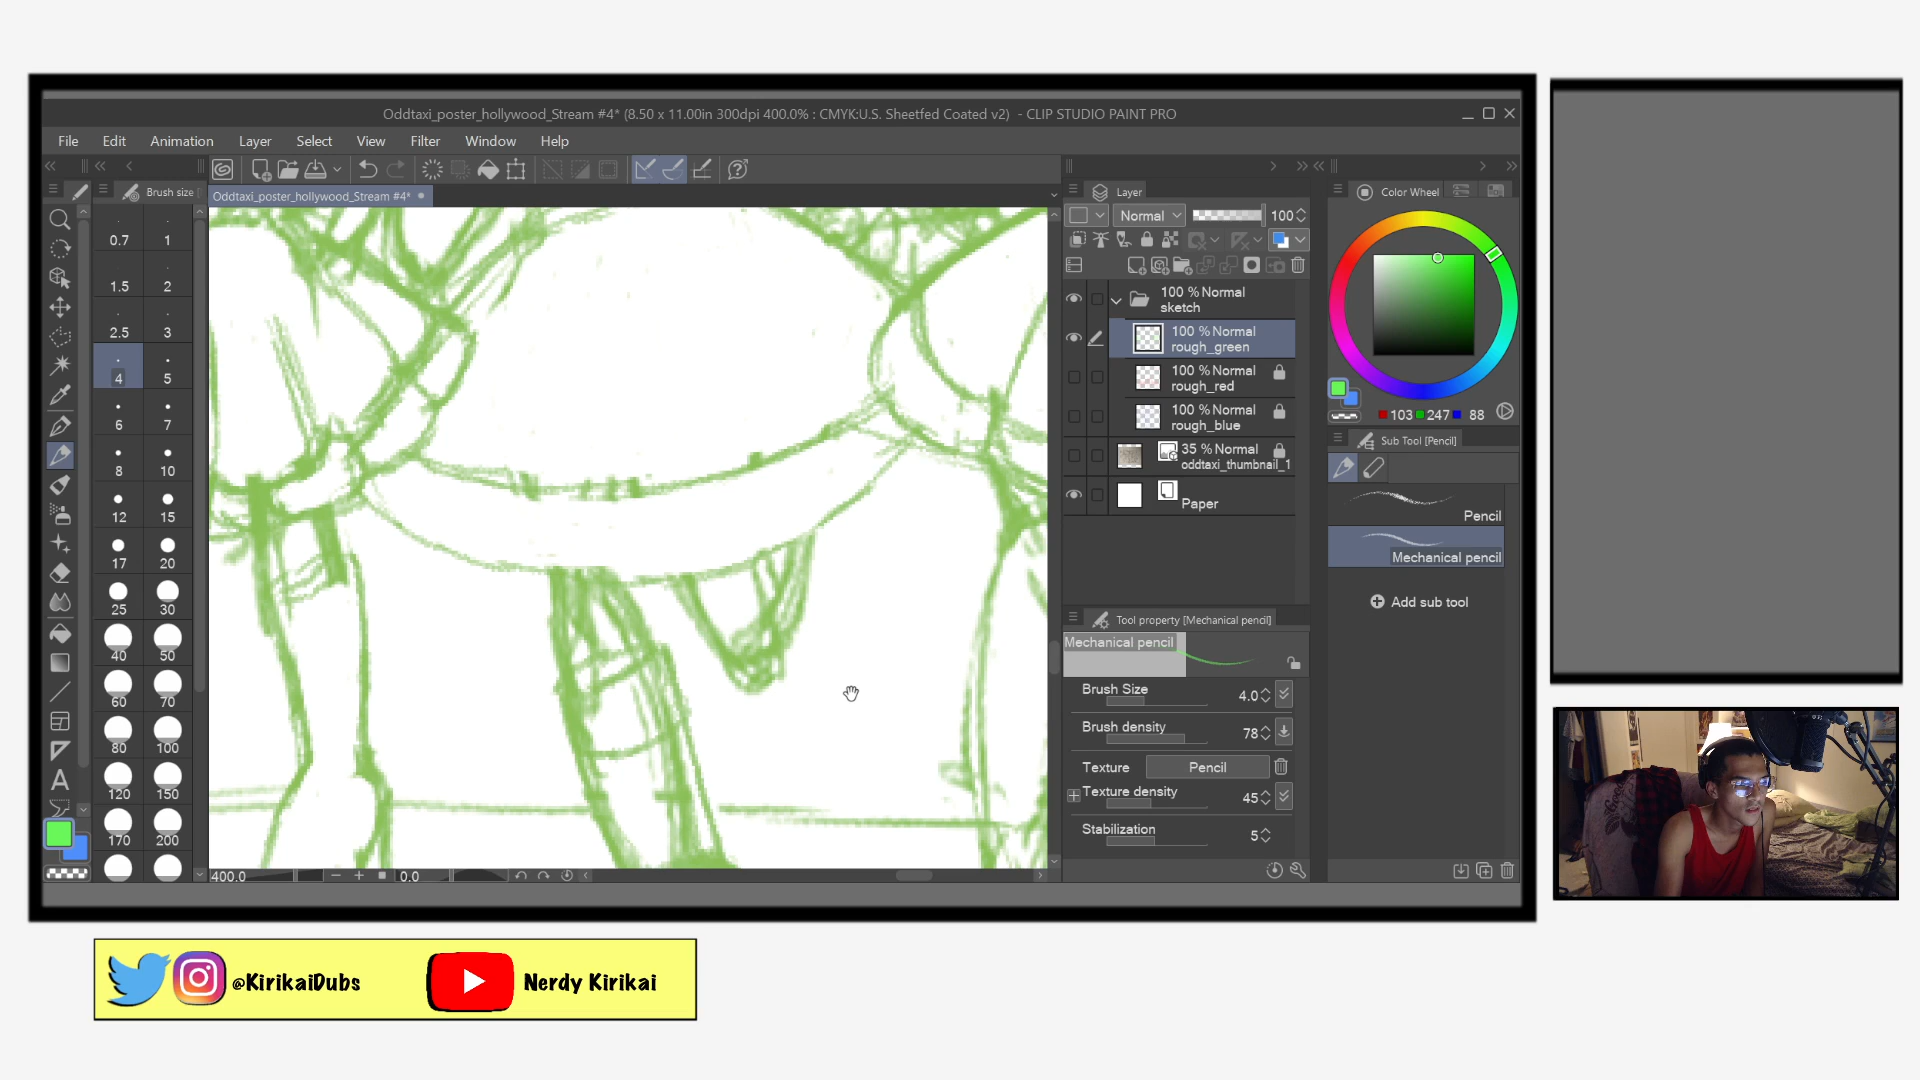 Oddtaxi_poster_hollywood_Stream #4* (8.50 x 11.00in 300dpi 400.0% : CMYK:U.S. Sheetfed Coated v2) - CLIP STUDIO PAINT PRO
File Edit Animation Layer Select View Filter Window Help
Brush size
Oddtaxi_poster_hollywood_Stream #4*
0.7 1
1.5 2
2.5 3
4 5
6 7
8 10
12 15
17 20
25 30
40 50
60 70
80 100
120 150
170 200
400.0 0.0
Layer
Normal 100
100 % Normal
sketch
100 % Normal
rough_green
100 % Normal
rough_red
100 % Normal
rough_blue
35 % Normal
oddtaxi_thumbnail_1
Paper
Tool property [Mechanical pencil]
Mechanical pencil
Brush Size 4.0
Brush density 78
Texture Pencil
Texture density 45
Stabilization 5
Color Wheel
103 247 88
Sub Tool [Pencil]
Pencil
Mechanical pencil
Add sub tool
@KirikaiDubs Nerdy Kirikai